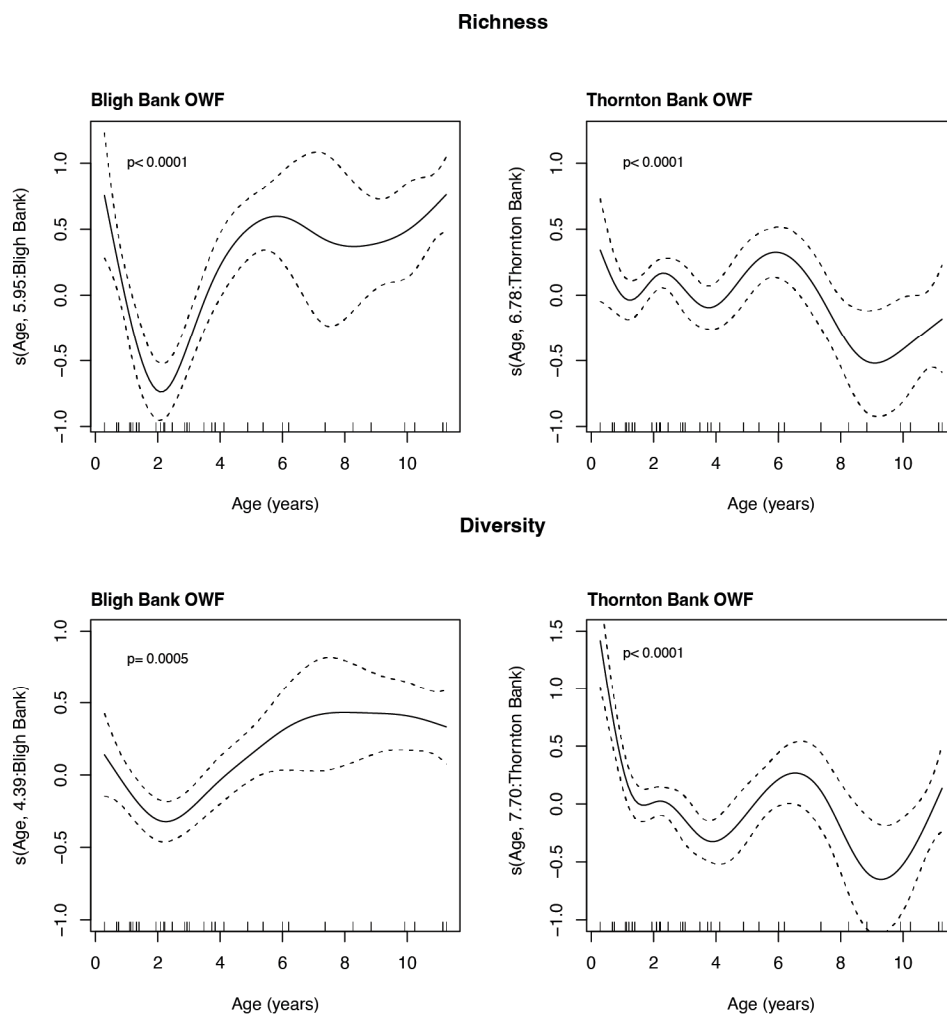 Richness
Bligh Bank OWF
p< 0.0001
s(Age, 5.95:Bligh Bank)
1.0
0.5
0.0
−0.5
−1.0
0 2 4 6 8 10
Age (years)
Thornton Bank OWF
p< 0.0001
s(Age, 6.78:Thornton Bank)
1.0
0.5
0.0
−0.5
−1.0
0 2 4 6 8 10
Age (years)
Diversity
Bligh Bank OWF
p= 0.0005
s(Age, 4.39:Bligh Bank)
1.0
0.5
0.0
−0.5
−1.0
0 2 4 6 8 10
Age (years)
Thornton Bank OWF
p< 0.0001
s(Age, 7.70:Thornton Bank)
1.5
1.0
0.5
0.0
−0.5
−1.0
0 2 4 6 8 10
Age (years)